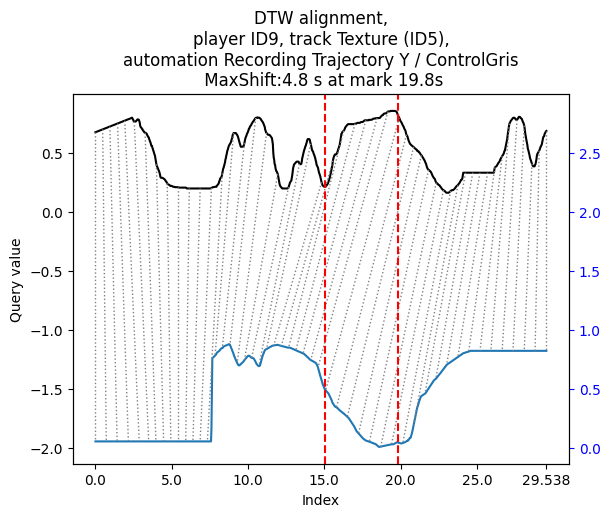 DTW alignment,
player ID9, track Texture (ID5),
automation Recording Trajectory Y / ControlGris
MaxShift:4.8 s at mark 19.8s
0.5
0.0
−0.5
−1.0
−1.5
−2.0
Query value
2.5
2.0
1.5
1.0
0.5
0.0
0.0 5.0 10.0 15.0 20.0 25.0 29.538
Index